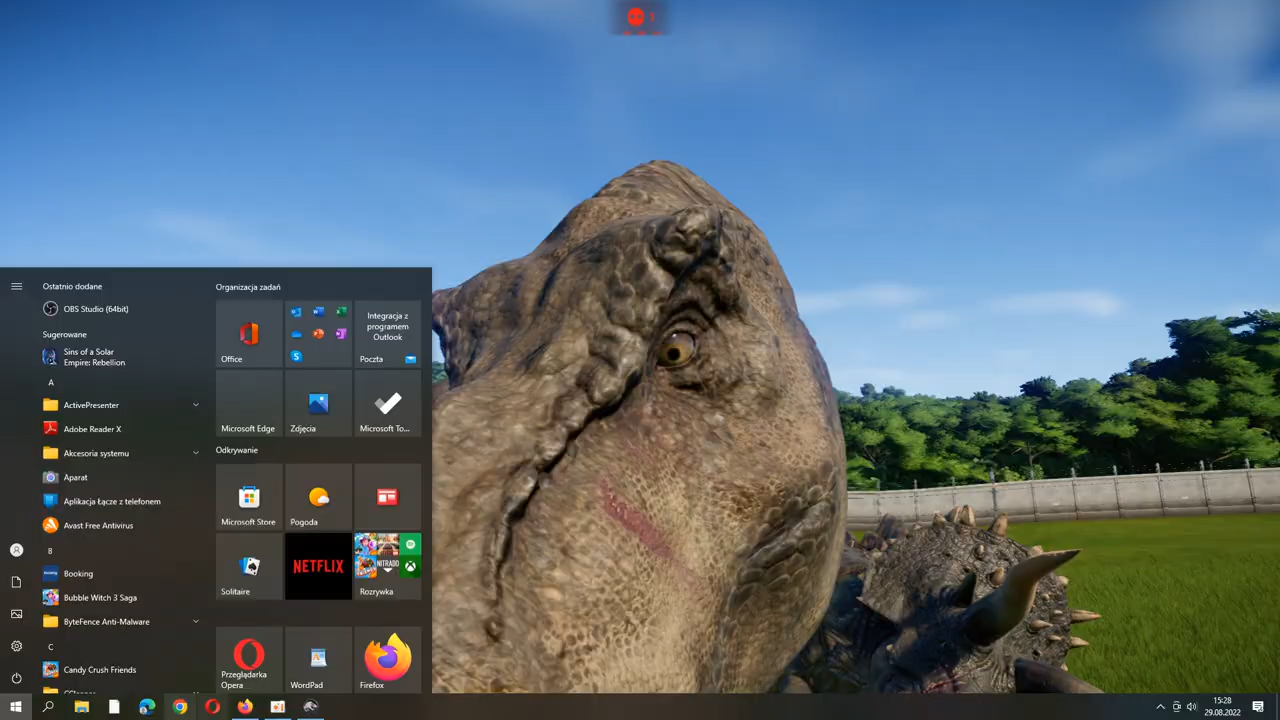 1
Ostatnio dodane
OBS Studio (64bit)
Sugerowane
Sins of a Solar
Empire: Rebellion
A
ActivePresenter
Adobe Reader X
Akcesoria systemu
Aparat
Aplikacja Łącze z telefonem
Avast Free Antivirus
B
Booking
Bubble Witch 3 Saga
ByteFence Anti-Malware
C
Candy Crush Friends
CCleaner
Organizacja zadań
Office
Integracja z
programem
Outlook
Poczta
Microsoft Edge
Zdjęcia
Microsoft To...
Odkrywanie
Microsoft Store
Pogoda
Solitaire
NETFLIX
NITRADO
Rozrywka
Przeglądarka
Opera
WordPad
Firefox
15:28
29.08.2022